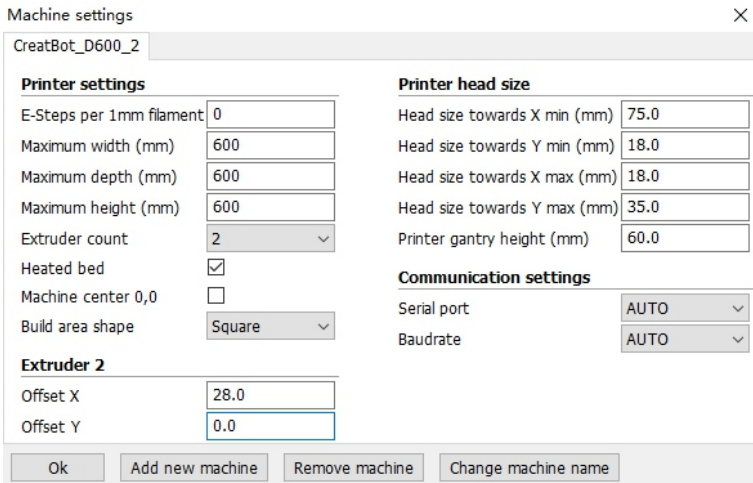 Machine settings
CreatBot_D600_2
Printer settings
E-Steps per 1mm filament 0
Maximum width (mm) 600
Maximum depth (mm) 600
Maximum height (mm) 600
Extruder count 2
Heated bed
Machine center 0,0
Build area shape Square
Extruder 2
Offset X 28.0
Offset Y 0.0
Printer head size
Head size towards X min (mm) 75.0
Head size towards Y min (mm) 18.0
Head size towards X max (mm) 18.0
Head size towards Y max (mm) 35.0
Printer gantry height (mm) 60.0
Communication settings
Serial port AUTO
Baudrate AUTO
Ok Add new machine Remove machine Change machine name